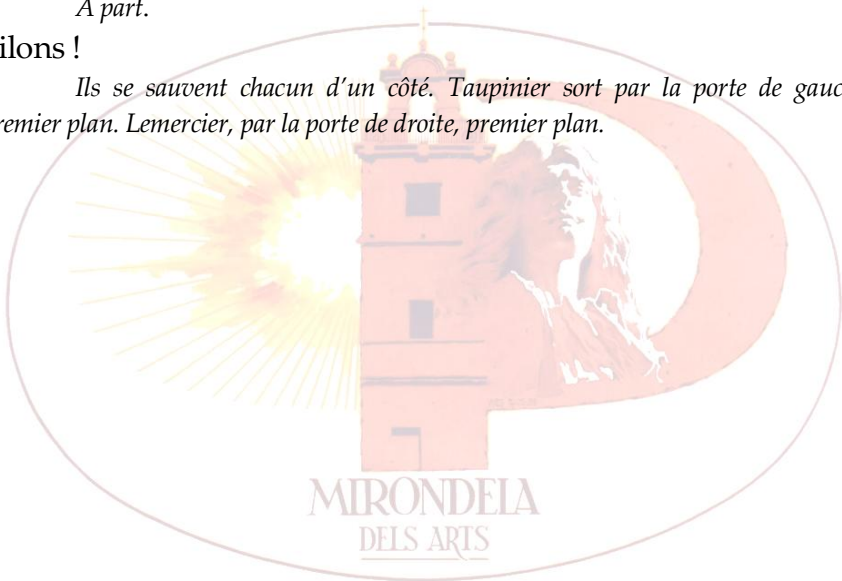 À part.
ilons !
Ils se sauvent chacun d’un côté. Taupinier sort par la porte de gauc
remier plan. Lemercier, par la porte de droite, premier plan.
MIRONDELA
DELS ARTS